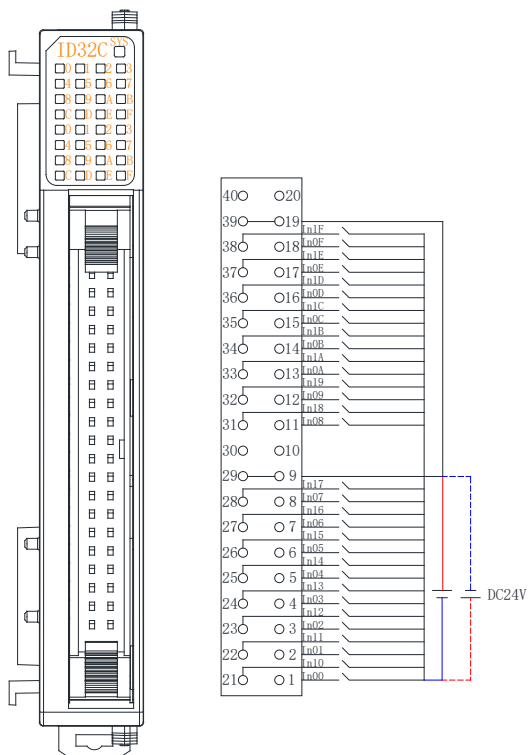 SYS
ID32C
0 1 2 3
4 5 6 7
8 9 A B
C D E F
0 1 2 3
4 5 6 7
8 9 A B
C D E F
40 20
39 19
In1F
38 18 In0F
In1E
37 17 In0E
In1D
36 16 In0D
In1C
35 15 In0C
In1B
34 14 In0B
In1A
33 13 In0A
In19
32 12 In09
In18
31 11 In08
30 10
29 9
In17
28 8 In07
In16
27 7 In06
In15
26 6 In05
In14
25 5 In04
In13
24 4 In03
In12
23 3 In02
In11
22 2 In01
In10
21 1 In00
DC24V